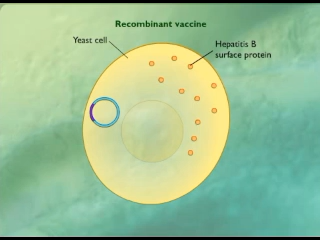 Recombinant vaccine
Yeast cell
Hepatitis B
surface protein